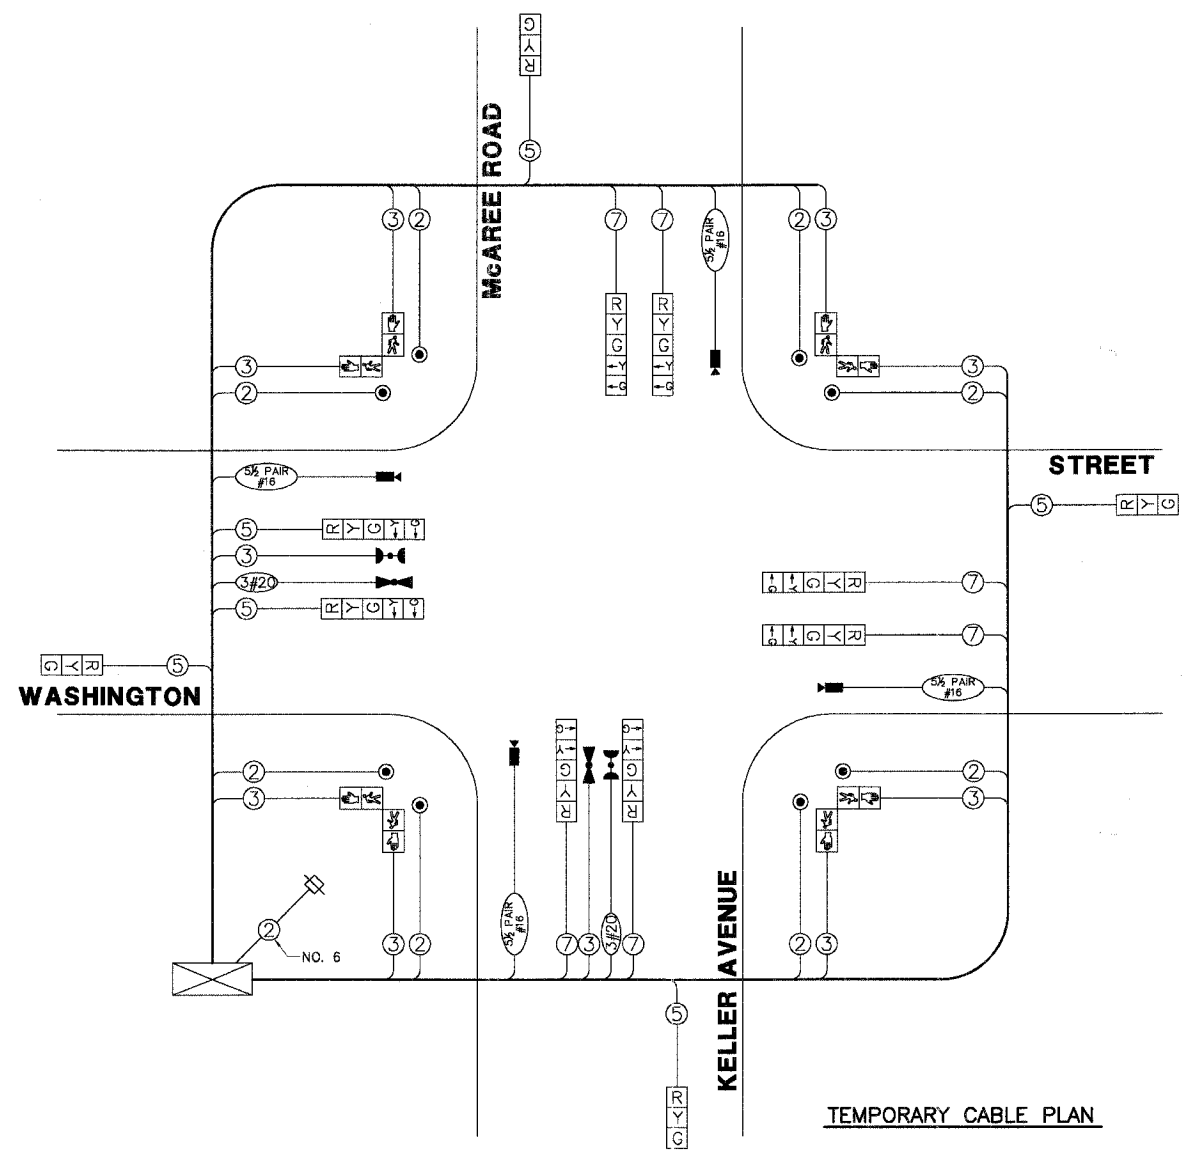 G Y R
McAREE ROAD
5
3 2
7 7
5½ PAIR
#16
2 3
R Y G ←Y ←G
R Y G ←Y ←G
3
2
3
2
5½ PAIR
#16
STREET
5 R Y G
5 R Y G ←Y ←G
3
3#20
5 R Y G ←Y ←G
←G ←Y G Y R 7
←G ←Y G Y R 7
G Y R 5
WASHINGTON
5½ PAIR
#16
2
3
2
3
←G ←Y G Y R
←G ←Y G Y R
2
NO. 6
3 2
5½ PAIR
#16
7 3
3#20
7
2 3
KELLER AVENUE
5
R Y G
TEMPORARY CABLE PLAN